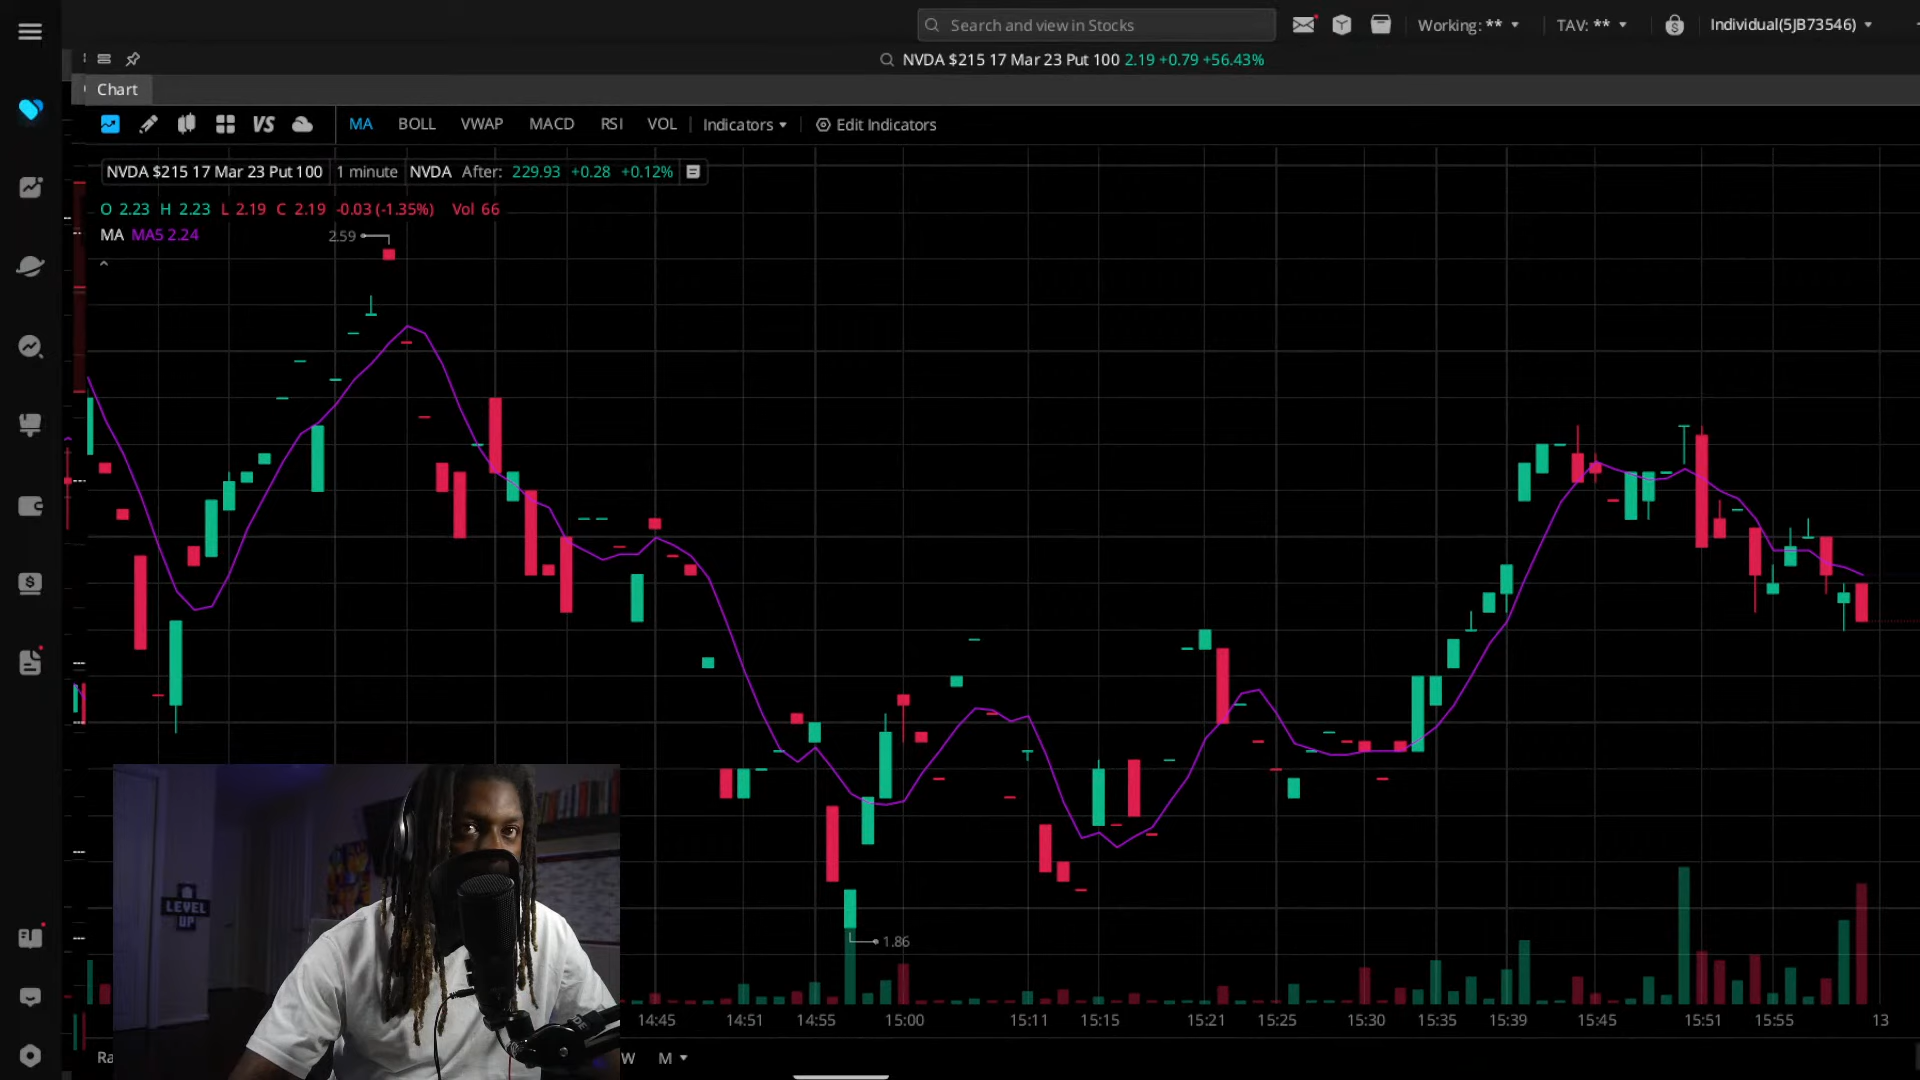 Search and view in Stocks
Working: **
TAV: **
Individual(5JB73546)
NVDA $215 17 Mar 23 Put 100 2.19 +0.79 +56.43%
Chart
VS MA BOLL VWAP MACD RSI VOL Indicators Edit Indicators
NVDA $215 17 Mar 23 Put 100 1 minute NVDA After: 229.93 +0.28 +0.12%
O 2.23 H 2.23 L 2.19 C 2.19 -0.03 (-1.35%) Vol 66
MA MA5 2.24
2.59
1.86
LEVEL
UP
14:45 14:51 14:55 15:00 15:11 15:15 15:21 15:25 15:30 15:35 15:39 15:45 15:51 15:55 13
Ra
W M